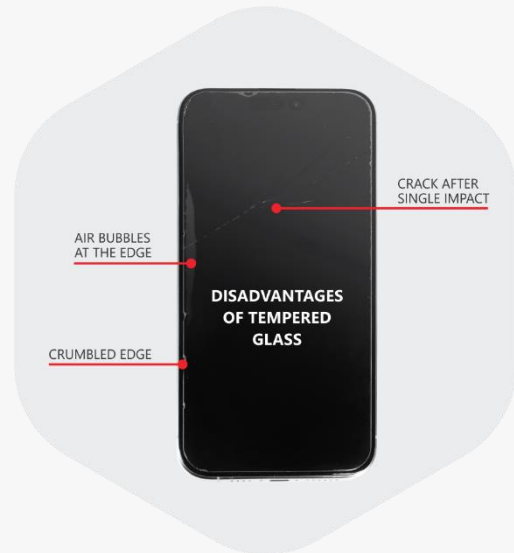 CRACK AFTER
SINGLE IMPACT
AIR BUBBLES
AT THE EDGE
DISADVANTAGES
OF TEMPERED
GLASS
CRUMBLED EDGE